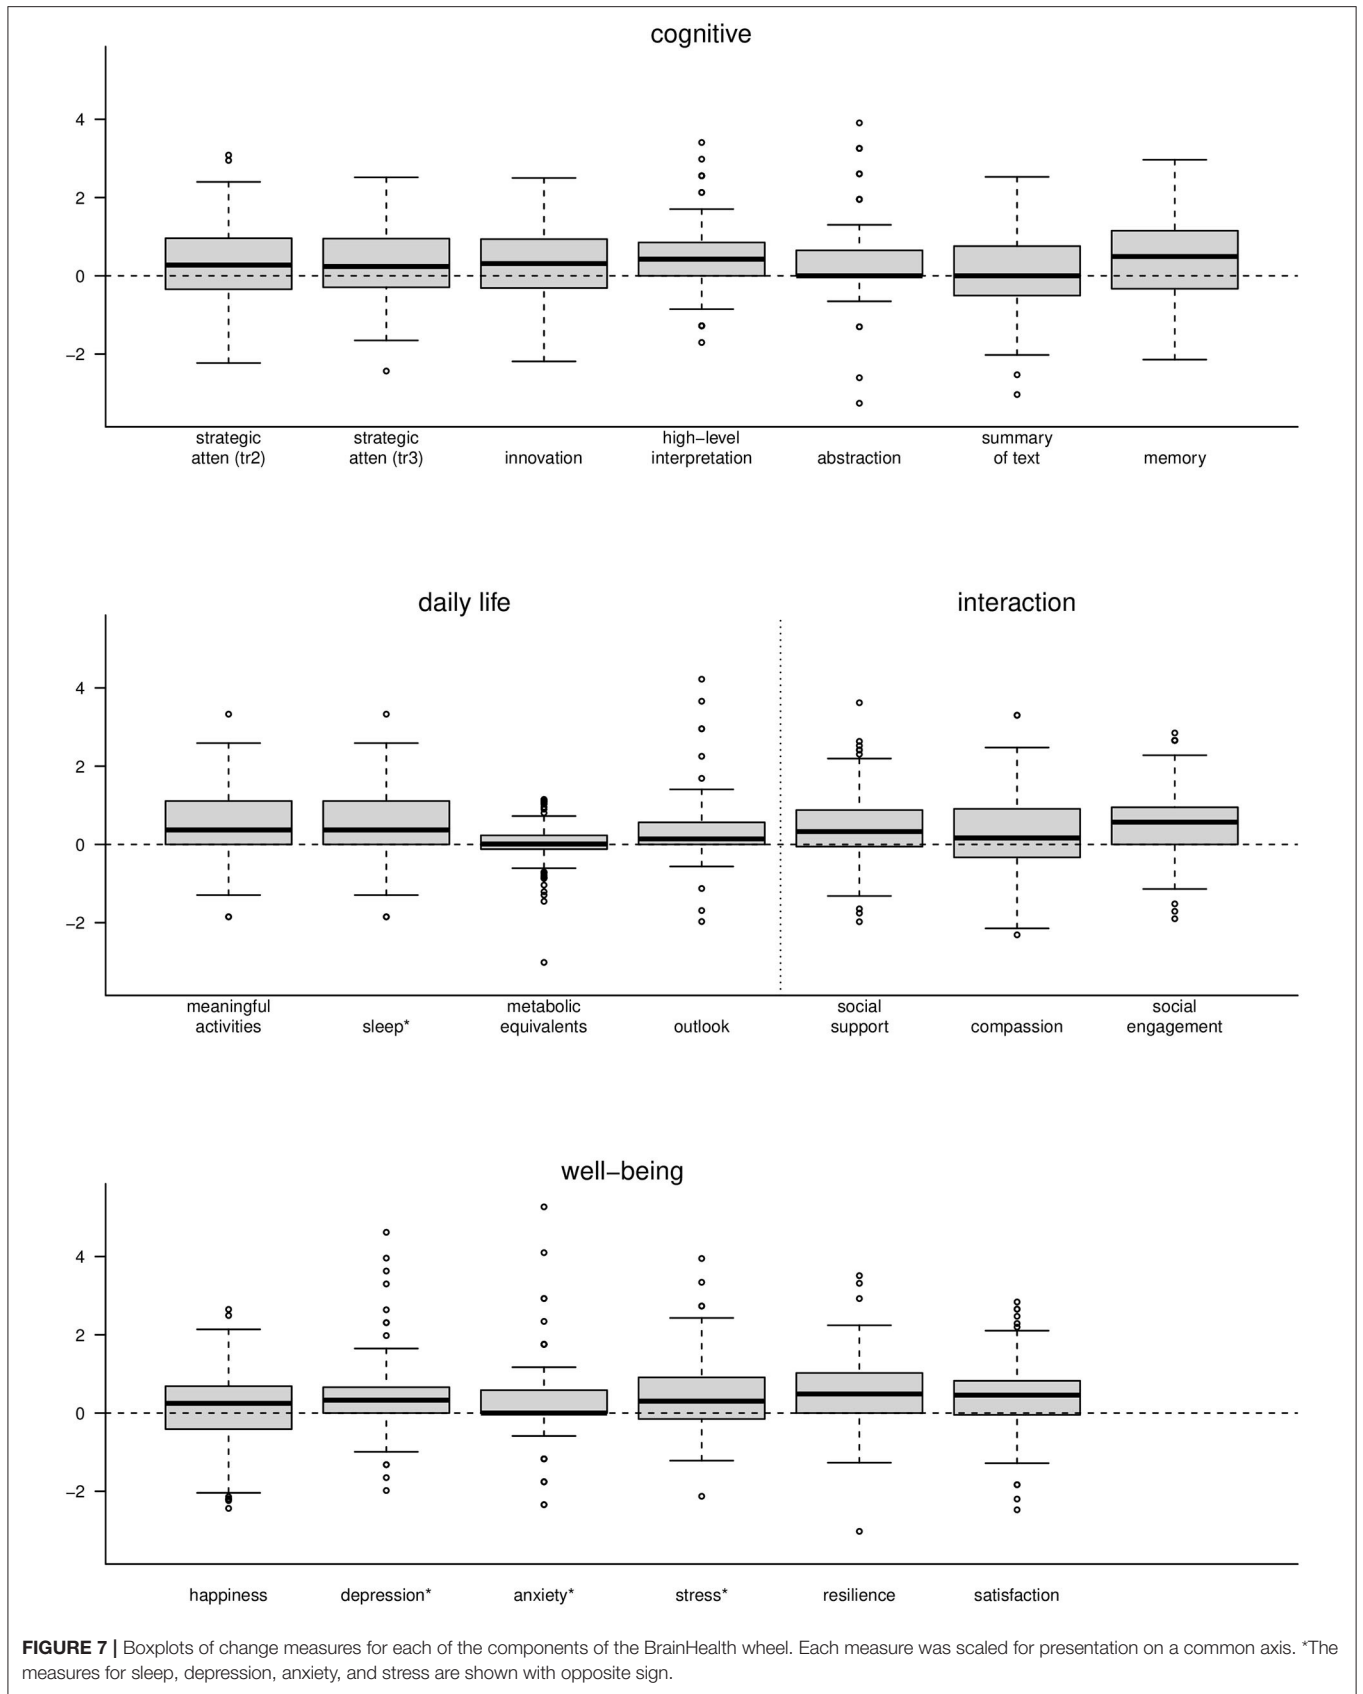 cognitive
4
2
0
−2
strategic atten (tr2)
strategic atten (tr3)
innovation
high−level interpretation
abstraction
summary of text
memory
daily life
interaction
4
2
0
−2
meaningful activities
sleep*
metabolic equivalents
outlook
social support
compassion
social engagement
well−being
4
2
0
−2
happiness
depression*
anxiety*
stress*
resilience
satisfaction
FIGURE 7 | Boxplots of change measures for each of the components of the BrainHealth wheel. Each measure was scaled for presentation on a common axis. *The
measures for sleep, depression, anxiety, and stress are shown with opposite sign.